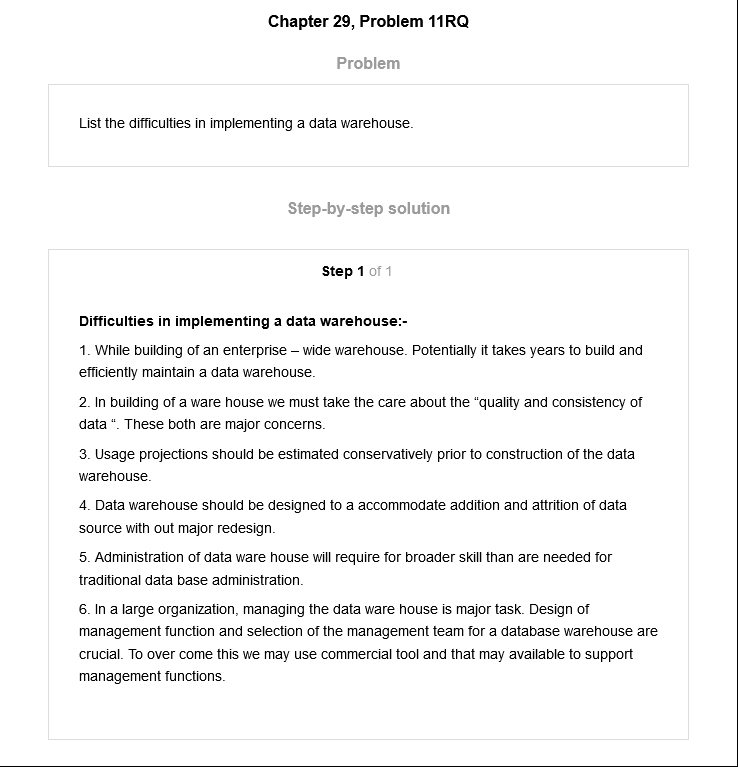 Chapter 29, Problem 11RQ
Problem
List the difficulties in implementing a data warehouse.
Step-by-step solution
Step 1 of 1
Difficulties in implementing a data warehouse:-
1. While building of an enterprise – wide warehouse. Potentially it takes years to build and
efficiently maintain a data warehouse.
2. In building of a ware house we must take the care about the “quality and consistency of
data “. These both are major concerns.
3. Usage projections should be estimated conservatively prior to construction of the data
warehouse.
4. Data warehouse should be designed to a accommodate addition and attrition of data
source with out major redesign.
5. Administration of data ware house will require for broader skill than are needed for
traditional data base administration.
6. In a large organization, managing the data ware house is major task. Design of
management function and selection of the management team for a database warehouse are
crucial. To over come this we may use commercial tool and that may available to support
management functions.